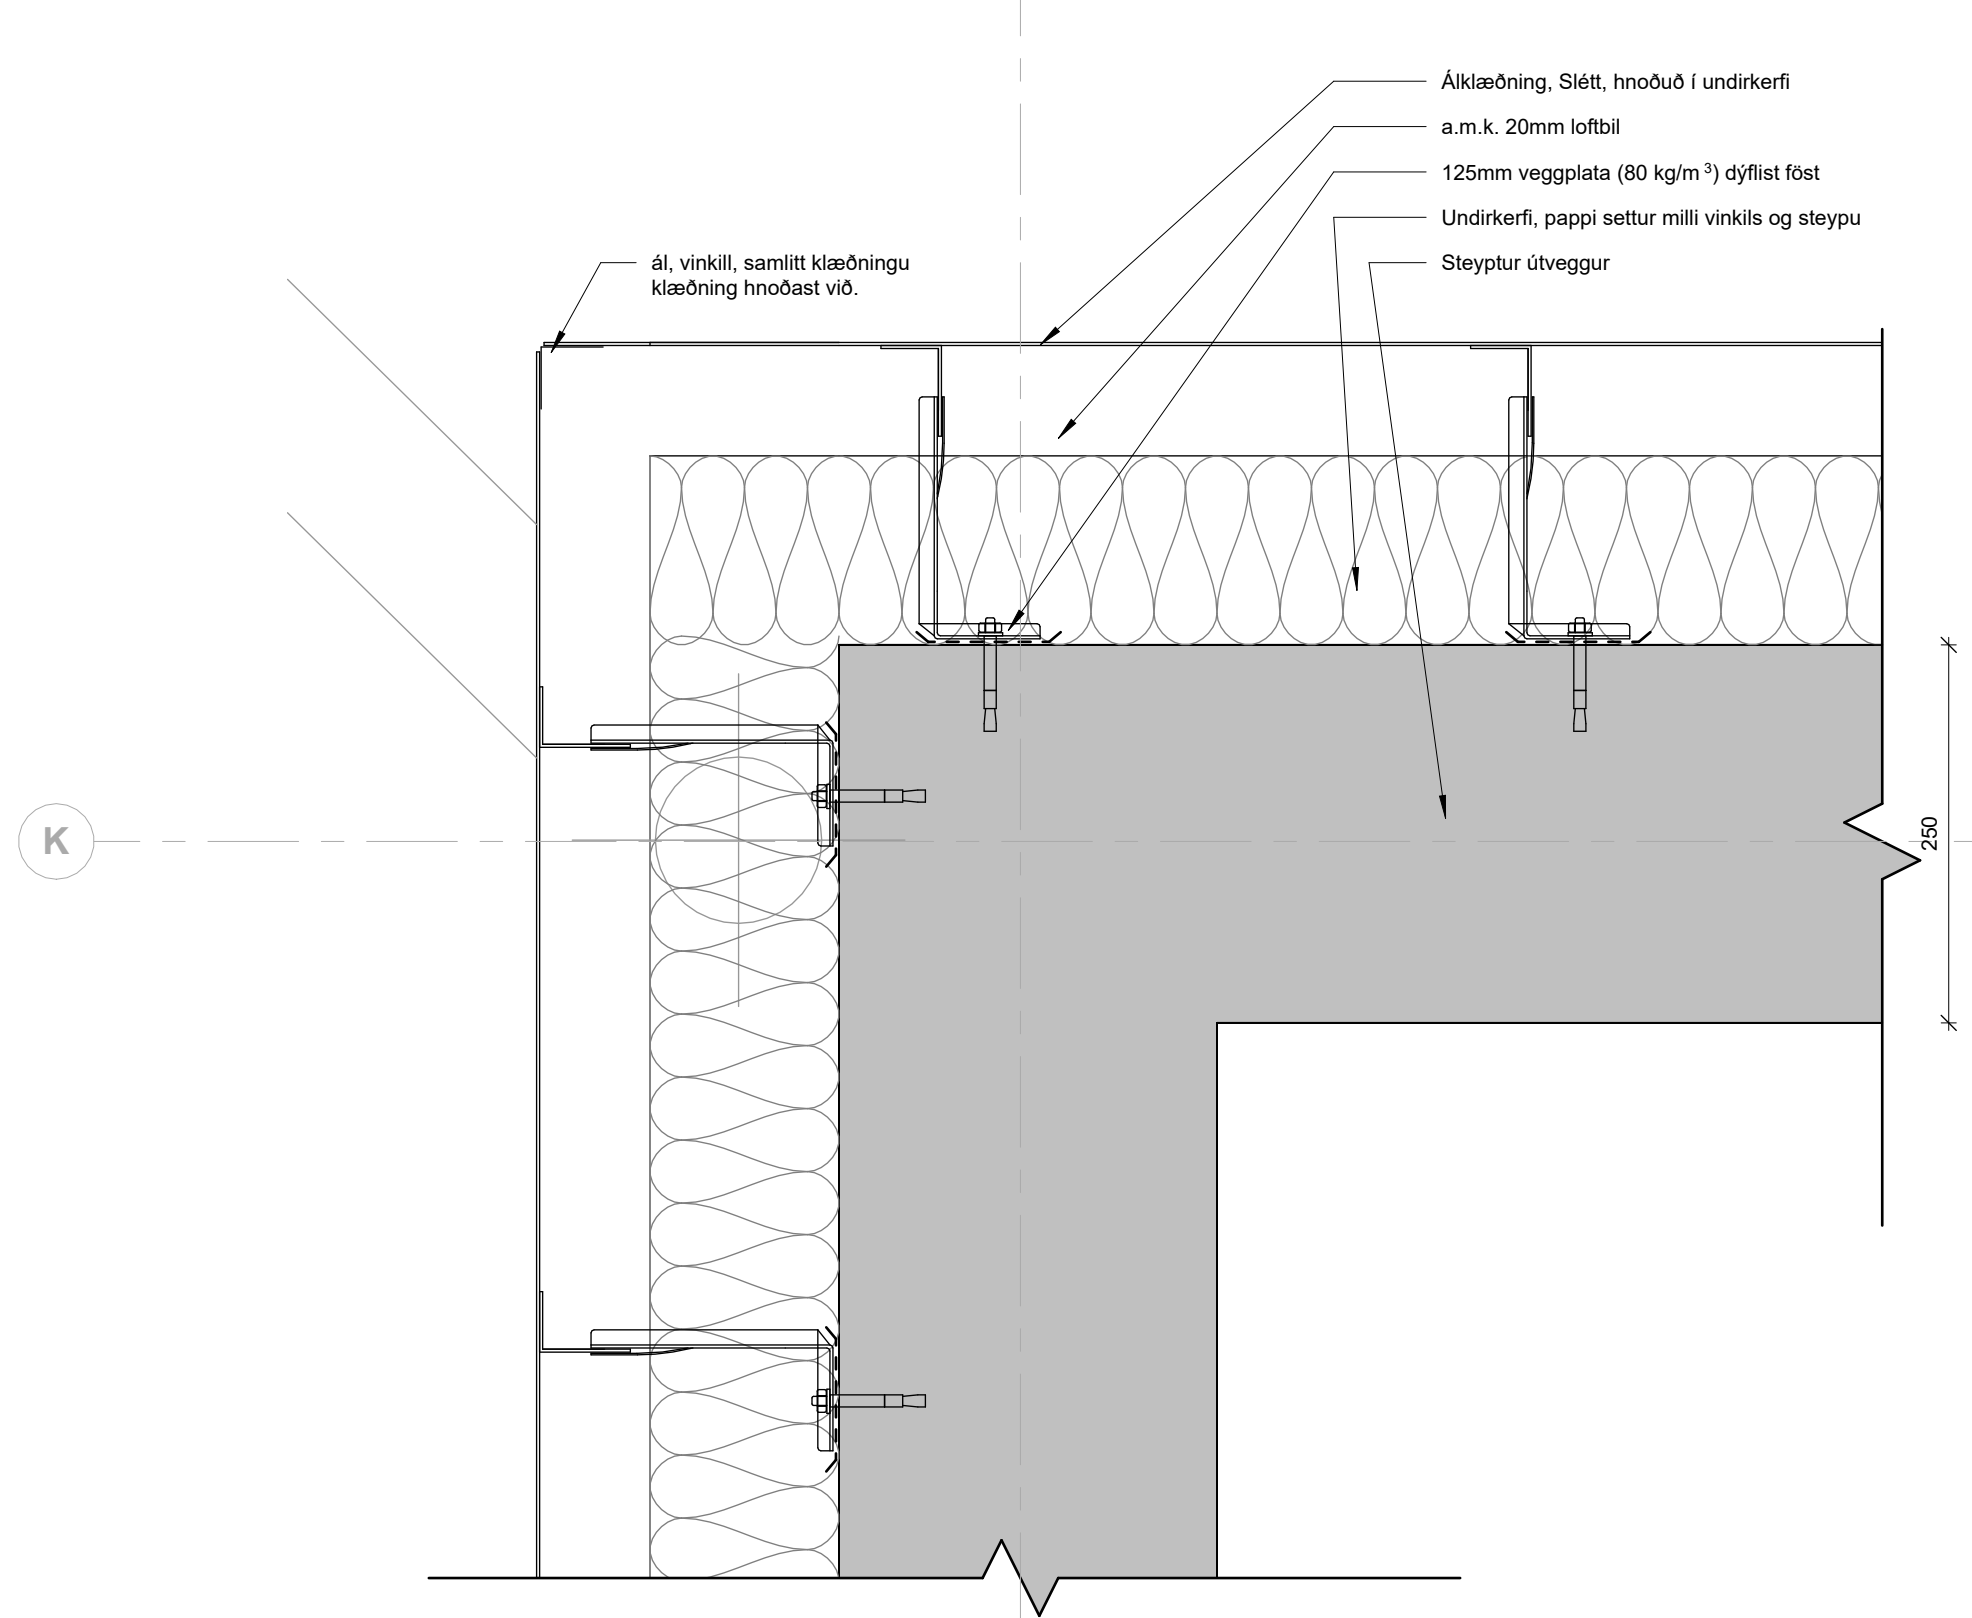 Álklæðning, Slétt, hnoðuð í undirkerfi
a.m.k. 20mm loftbil
125mm veggplata (80 kg/m³) dýflist föst
Undirkerfi, pappi settur milli vinkils og steypu
Steyptur útveggur
ál, vinkill, samlitt klæðningu
klæðning hnoðast við.
K
250